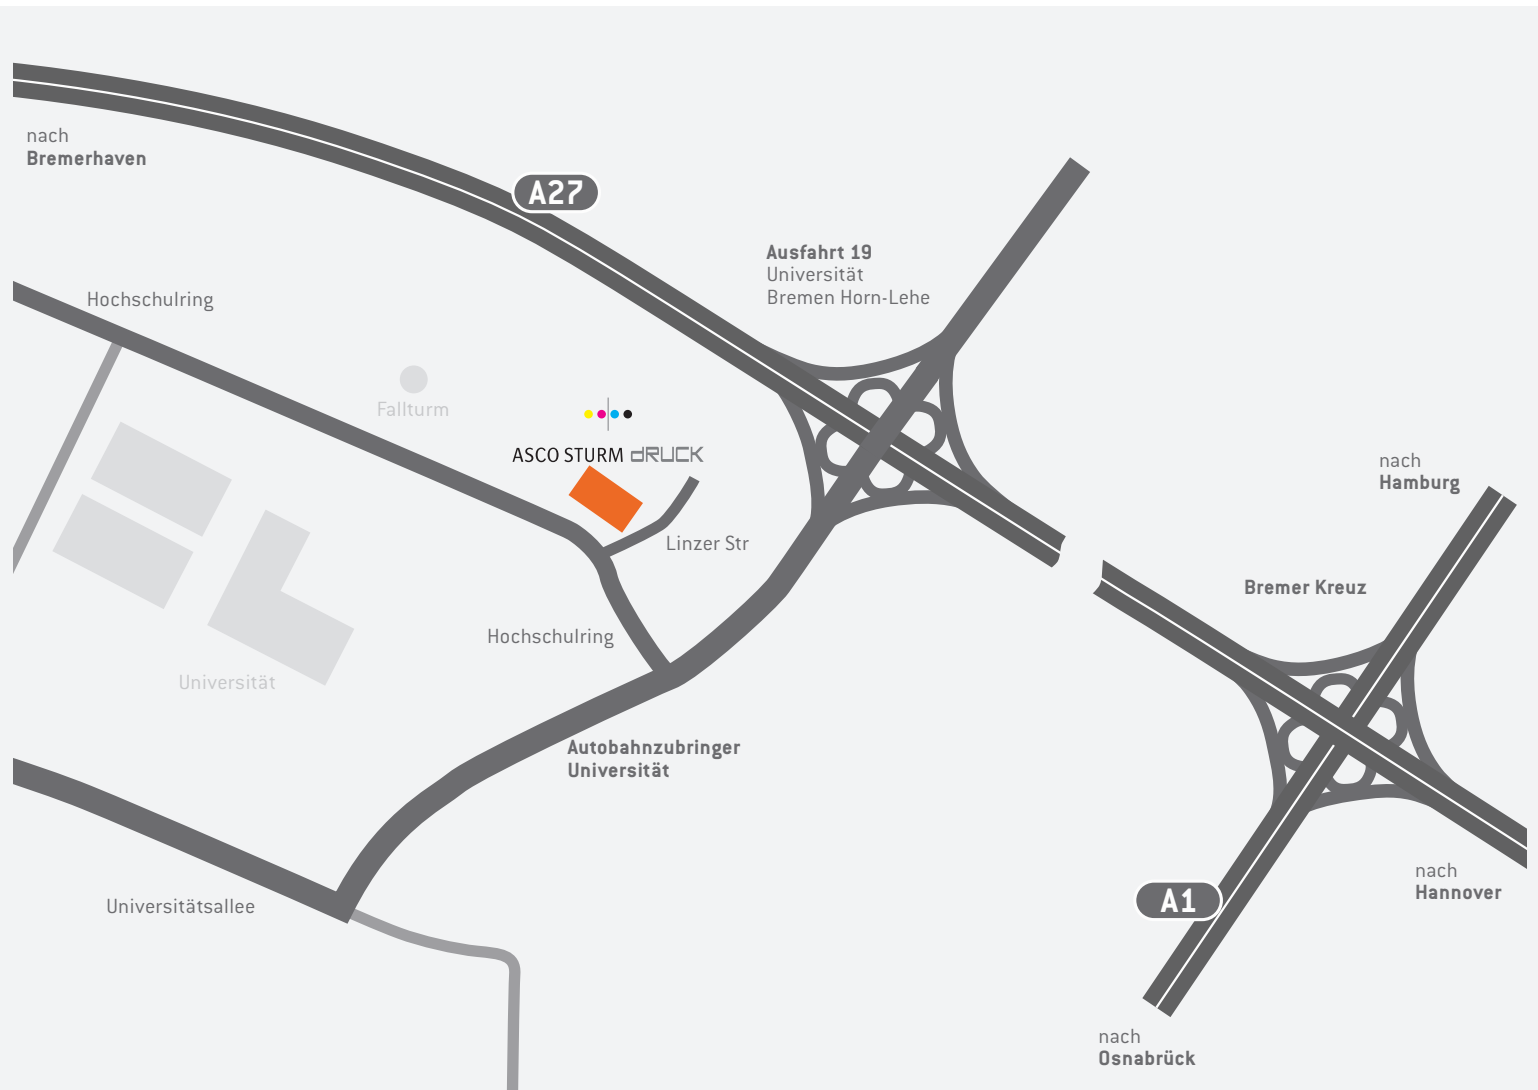 nach
Bremerhaven
A27
Ausfahrt 19
Universität
Bremen Horn-Lehe
Hochschulring
Fallturm
ASCO STURM dRUCK
Linzer Str
nach
Hamburg
Bremer Kreuz
Hochschulring
Universität
Autobahnzubringer
Universität
Universitätsallee
nach
Hannover
A1
nach
Osnabrück